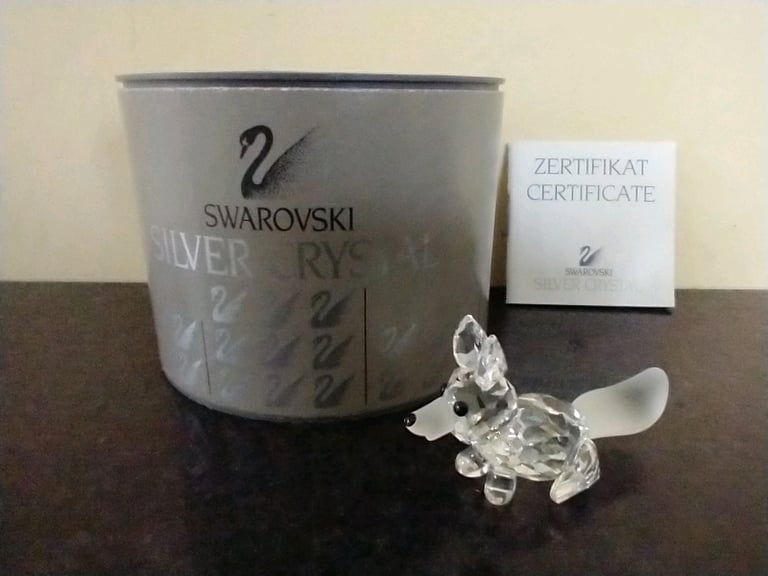 SWAROVSKI
SILVER CRYSTAL
ZERTIFIKAT
CERTIFICATE
SWAROVSKI
SILVER CRYSTAL